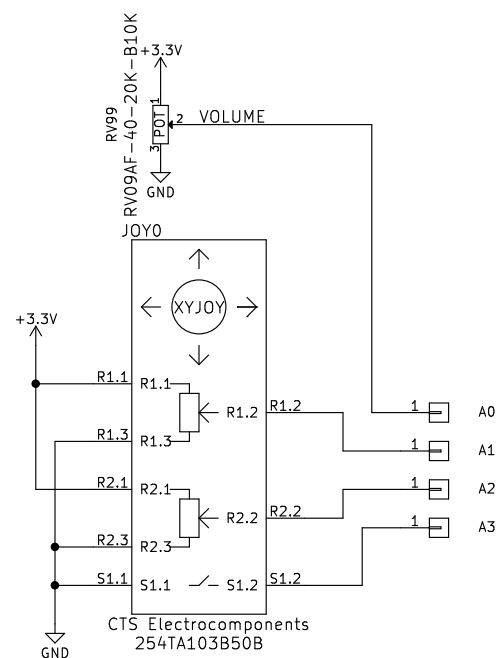 +3.3V
RV99
RV09AF-40-20K-B10K
1
POT
2 VOLUME
3
GND
JOY0
XYJOY
+3.3V
R1.1 R1.1
R1.2 R1.2 1 A0
R1.3 R1.3
1 A1
R2.1 R2.1 1 A2
R2.2 R2.2 1 A3
R2.3 R2.3
S1.1 S1.1 S1.2 S1.2
CTS Electrocomponents
254TA103B50B
GND